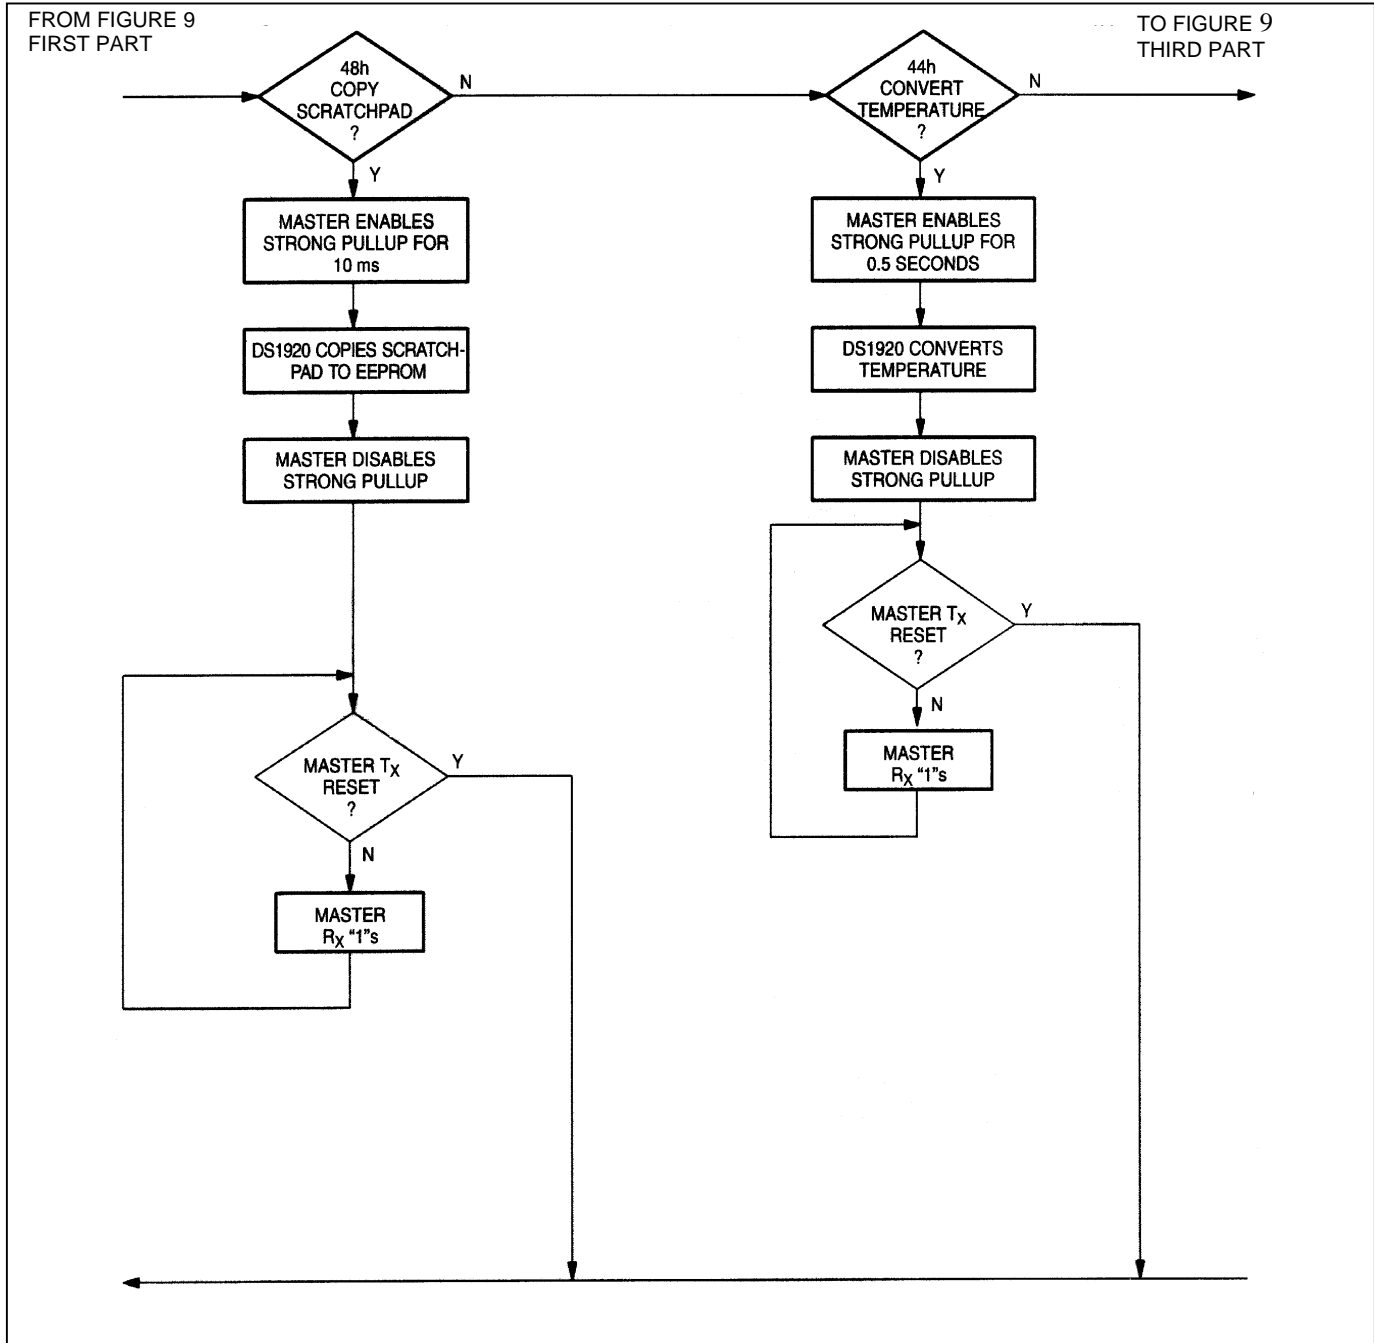 FROM FIGURE 9
FIRST PART
TO FIGURE 9
THIRD PART
48h
COPY
SCRATCHPAD
?
N
Y
MASTER ENABLES
STRONG PULLUP FOR
10 ms
DS1920 COPIES SCRATCH-
PAD TO EEPROM
MASTER DISABLES
STRONG PULLUP
MASTER TX
RESET
?
Y
N
MASTER
RX “1”s
44h
CONVERT
TEMPERATURE
?
N
Y
MASTER ENABLES
STRONG PULLUP FOR
0.5 SECONDS
DS1920 CONVERTS
TEMPERATURE
MASTER DISABLES
STRONG PULLUP
MASTER TX
RESET
?
Y
N
MASTER
RX “1”s